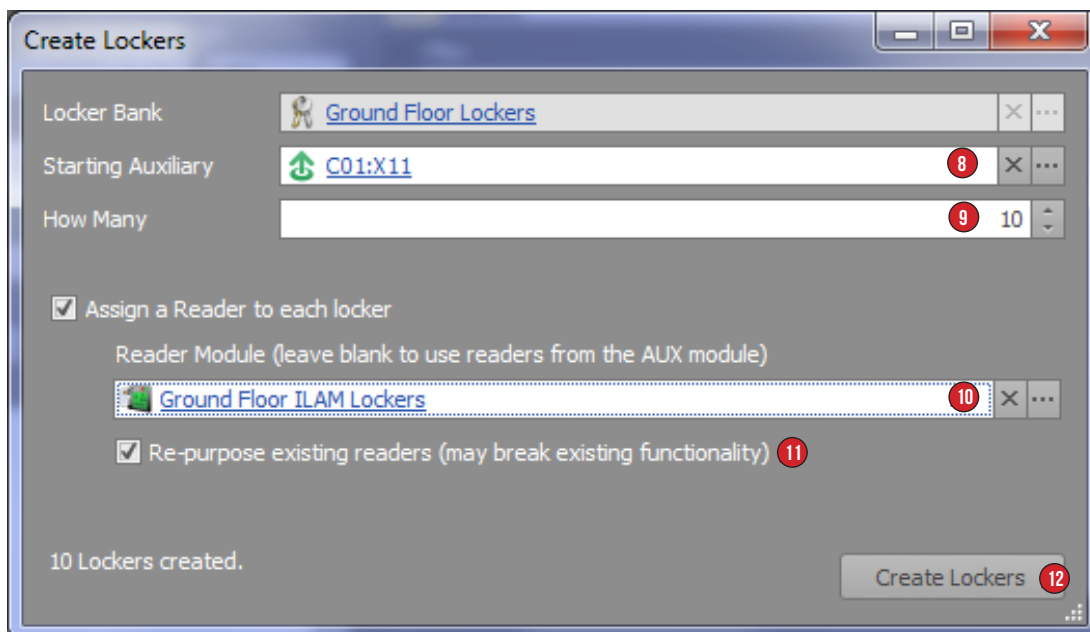 Create Lockers
Locker Bank Ground Floor Lockers
Starting Auxiliary C01:X11 8
How Many 9 10
Assign a Reader to each locker
Reader Module (leave blank to use readers from the AUX module)
Ground Floor ILAM Lockers 10
Re-purpose existing readers (may break existing functionality) 11
10 Lockers created.
Create Lockers 12